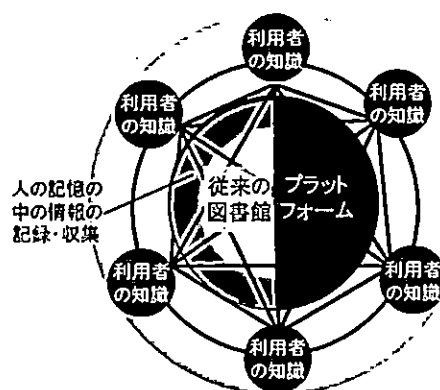 利用者
の知識
利用者
の知識
利用者
の知識
人の記憶の
中の情報の
記録・収集
従来の
図書館
プラット
フォーム
利用者
の知識
利用者
の知識
利用者
の知識